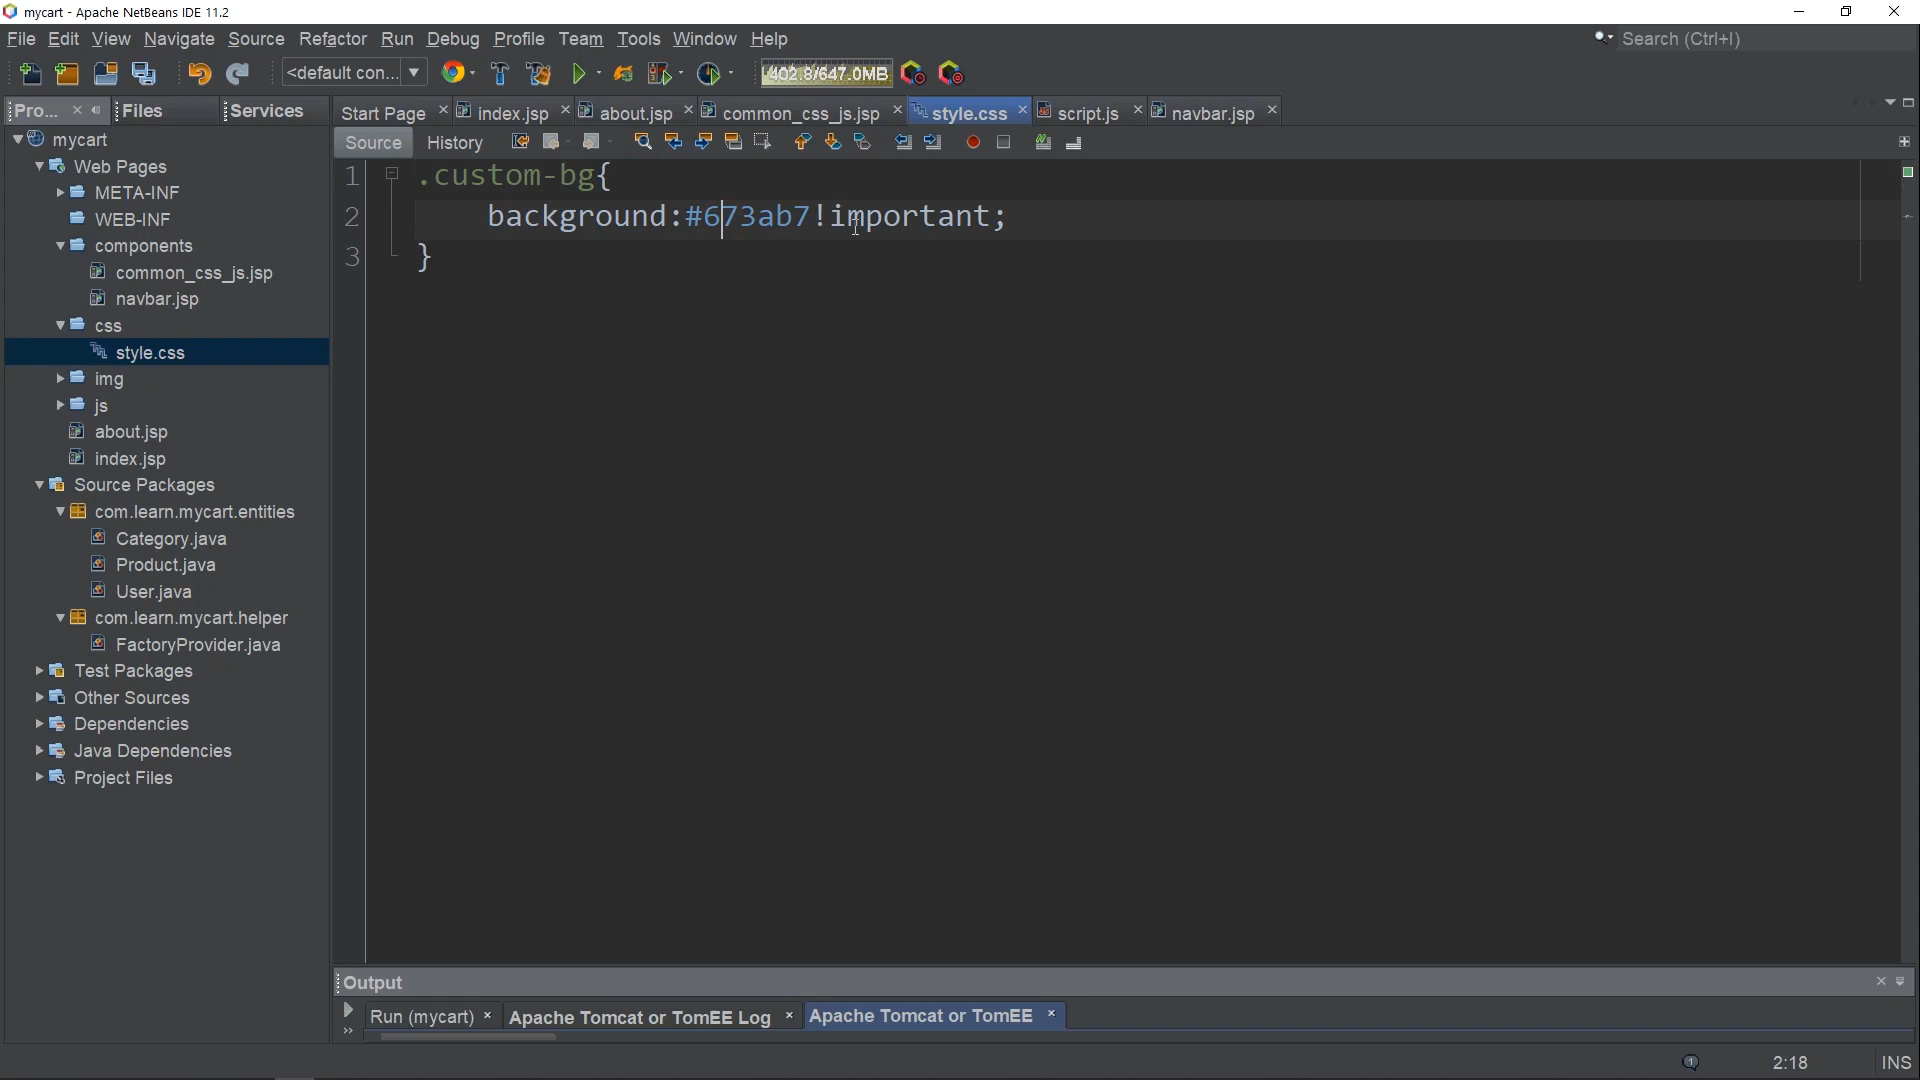 mycart - Apache NetBeans IDE 11.2
File Edit View Navigate Source Refactor Run Debug Profile Team Tools Window Help
Search (Ctrl+I)
<default con...
402.8/647.0MB
Pro... Files Services
Start Page index.jsp about.jsp common_css_js.jsp style.css script.js navbar.jsp
Source History
mycart
Web Pages
META-INF
WEB-INF
components
common_css_js.jsp
navbar.jsp
css
style.css
img
js
about.jsp
index.jsp
Source Packages
com.learn.mycart.entities
Category.java
Product.java
User.java
com.learn.mycart.helper
FactoryProvider.java
Test Packages
Other Sources
Dependencies
Java Dependencies
Project Files
1 .custom-bg{
2 background:#673ab7!important;
3 }
Output
Run (mycart) Apache Tomcat or TomEE Log Apache Tomcat or TomEE
1 2:18 INS